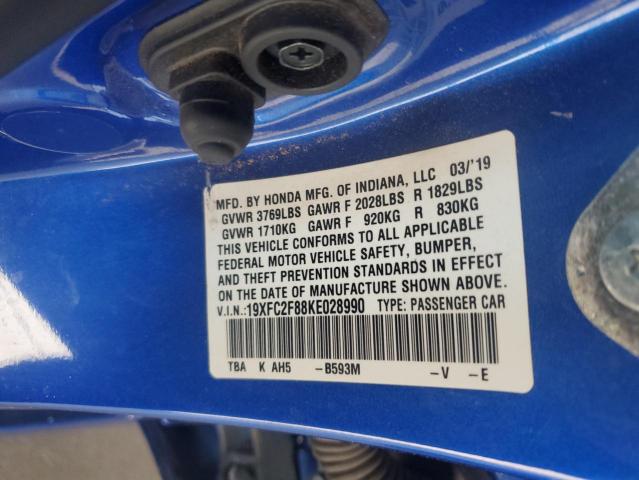 MFD. BY HONDA MFG. OF INDIANA, LLC 03/'19
GVWR 3769LBS GAWR F 2028LBS R 1829LBS
GVWR 1710KG GAWR F 920KG R 830KG
THIS VEHICLE CONFORMS TO ALL APPLICABLE
FEDERAL MOTOR VEHICLE SAFETY, BUMPER,
AND THEFT PREVENTION STANDARDS IN EFFECT
ON THE DATE OF MANUFACTURE SHOWN ABOVE.
V.I.N.: 19XFC2F88KE028990 TYPE: PASSENGER CAR
TBA K AH5 -B593M -V -E